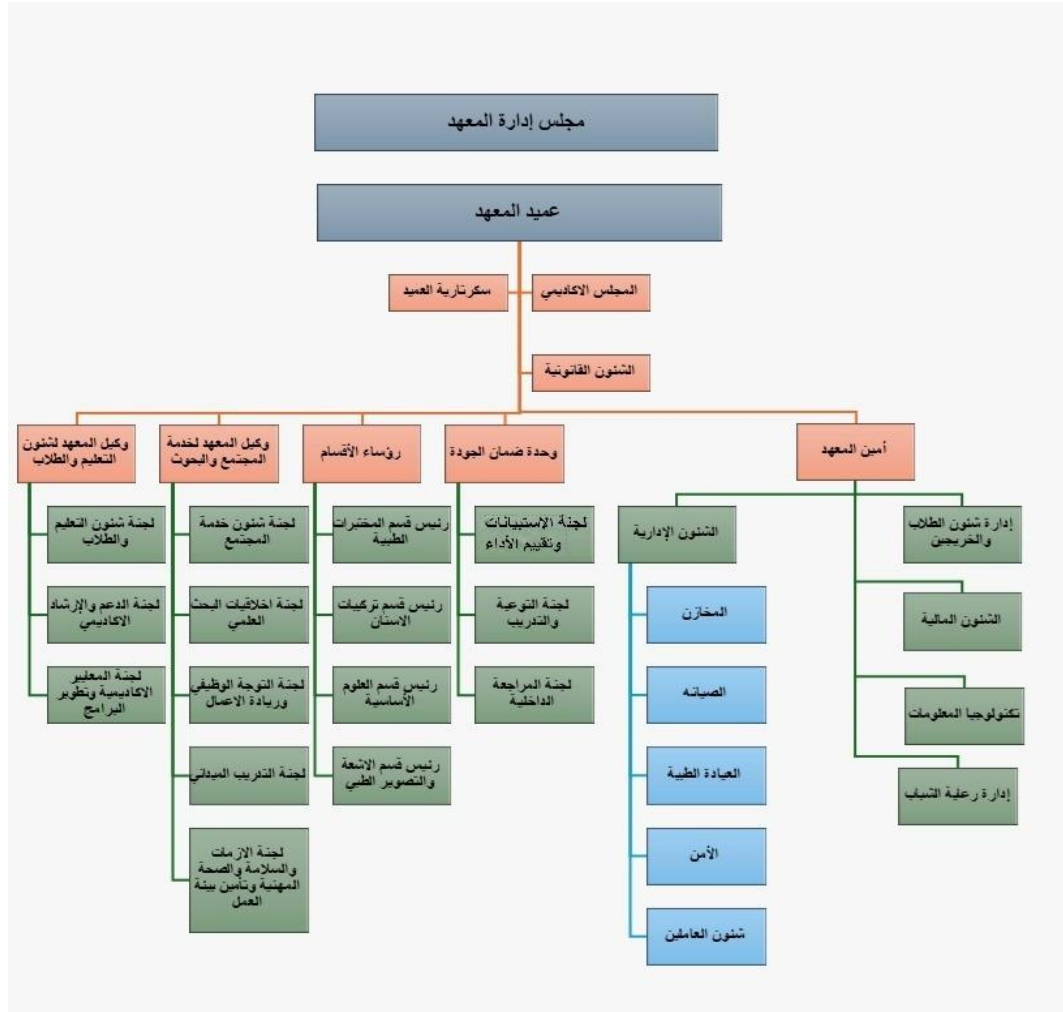 مجلس إدارة المعهد
عميد المعهد
المجلس الاكاديمي
سكرتارية العميد
الشئون القانونية
أمين المعهد
وحدة ضمان الجودة
رؤساء الأقسام
وكيل المعهد لخدمة
المجتمع والبحوث
وكيل المعهد لشئون
التعليم والطلاب
إدارة شئون الطلاب
والخريجين
الشئون المالية
تكنولوجيا المعلومات
إدارة رعاية الشباب
الشئون الإدارية
المخازن
الصيانه
العيادة الطبية
الأمن
شئون العاملين
لجنة الإستبيانات
وتقييم الأداء
لجنة التوعية
والتدريب
لجنة المراجعة
الداخلية
رئيس قسم المختبرات
الطبية
رئيس قسم تركيبات
الاسنان
رئيس قسم العلوم
الأساسية
رئيس قسم الاشعة
والتصوير الطبي
لجنة شئون خدمة
المجتمع
لجنة اخلاقيات البحث
العلمي
لجنة التوجة الوظيفي
وريادة الاعمال
لجنة التدريب الميداني
لجنة الازمات
والسلامة والصحة
المهنية وتأمين بيئة
العمل
لجنة شئون التعليم
والطلاب
لجنة الدعم والإرشاد
الاكاديمي
لجنة المعايير
الاكاديمية وتطوير
البرامج